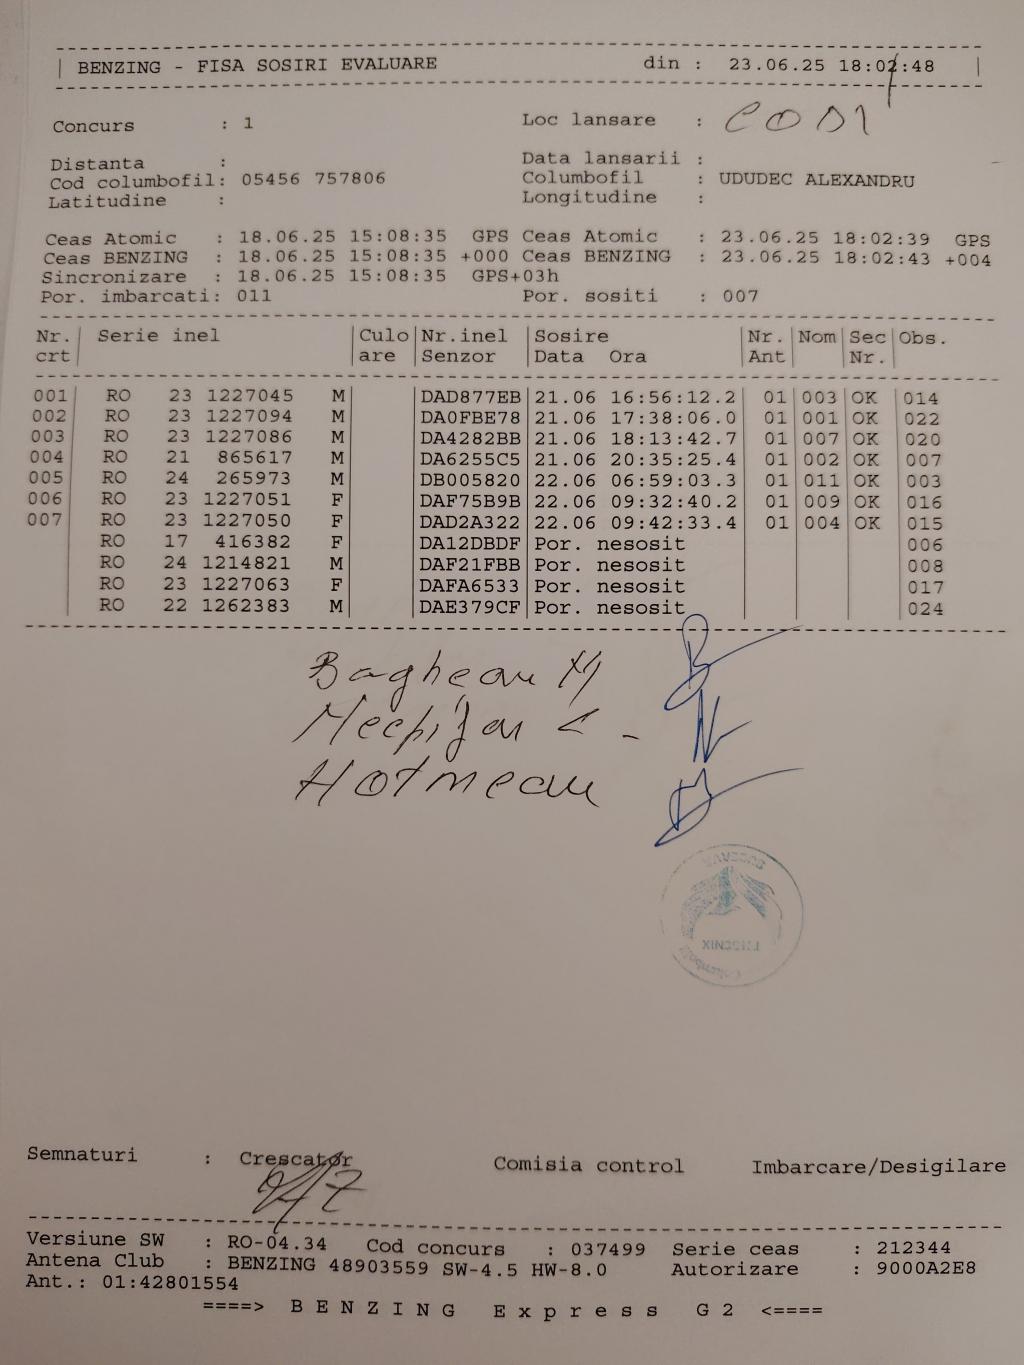 BENZING - FISA SOSIRI EVALUARE din : 23.06.25 18:02:48
Concurs : 1 Loc lansare : CODI
Distanta : Data lansarii :
Cod columbofil: 05456 757806 Columbofil : UDUDEC ALEXANDRU
Latitudine : Longitudine :
Ceas Atomic : 18.06.25 15:08:35 GPS Ceas Atomic : 23.06.25 18:02:39 GPS
Ceas BENZING : 18.06.25 15:08:35 +000 Ceas BENZING : 23.06.25 18:02:43 +004
Sincronizare : 18.06.25 15:08:35 GPS+03h
Por. imbarcati: 011 Por. sositi : 007
Nr. Serie inel Culo Nr.inel Sosire Nr. Nom Sec Obs.
crt are Senzor Data Ora Ant Nr.
001 RO 23 1227045 M DAD877EB 21.06 16:56:12.2 01 003 OK 014
002 RO 23 1227094 M DA0FBE78 21.06 17:38:06.0 01 001 OK 022
003 RO 23 1227086 M DA4282BB 21.06 18:13:42.7 01 007 OK 020
004 RO 21 865617 M DA6255C5 21.06 20:35:25.4 01 002 OK 007
005 RO 24 265973 M DB005820 22.06 06:59:03.3 01 011 OK 003
006 RO 23 1227051 F DAF75B9B 22.06 09:32:40.2 01 009 OK 016
007 RO 23 1227050 F DAD2A322 22.06 09:42:33.4 01 004 OK 015
RO 17 416382 F DA12DBDF Por. nesosit 006
RO 24 1214821 M DAF21FBB Por. nesosit 008
RO 23 1227063 F DAFA6533 Por. nesosit 017
RO 22 1262383 M DAE379CF Por. nesosit 024
Hotmeau
SUCEAVA
PHOENIX
Columbofil
Semnaturi : Crescator Comisia control Imbarcare/Desigilare
Versiune SW : RO-04.34 Cod concurs : 037499 Serie ceas : 212344
Antena Club : BENZING 48903559 SW-4.5 HW-8.0 Autorizare : 9000A2E8
Ant.: 01:42801554
====> B E N Z I N G E x p r e s s G 2 <====